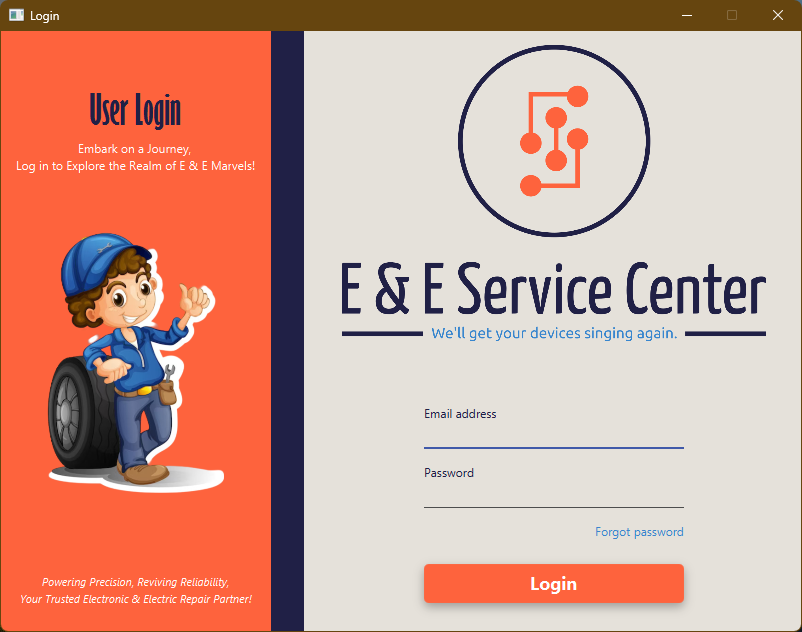 Login
User Login
Embark on a Journey,
Log in to Explore the Realm of E & E Marvels!
Powering Precision, Reviving Reliability,
Your Trusted Electronic & Electric Repair Partner!
E & E Service Center
We'll get your devices singing again.
Email address
Password
Forgot password
Login